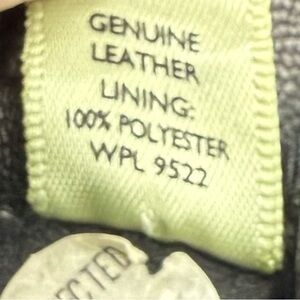 GENUINE
LEATHER
LINING:
100% POLYESTER
WPL 9522